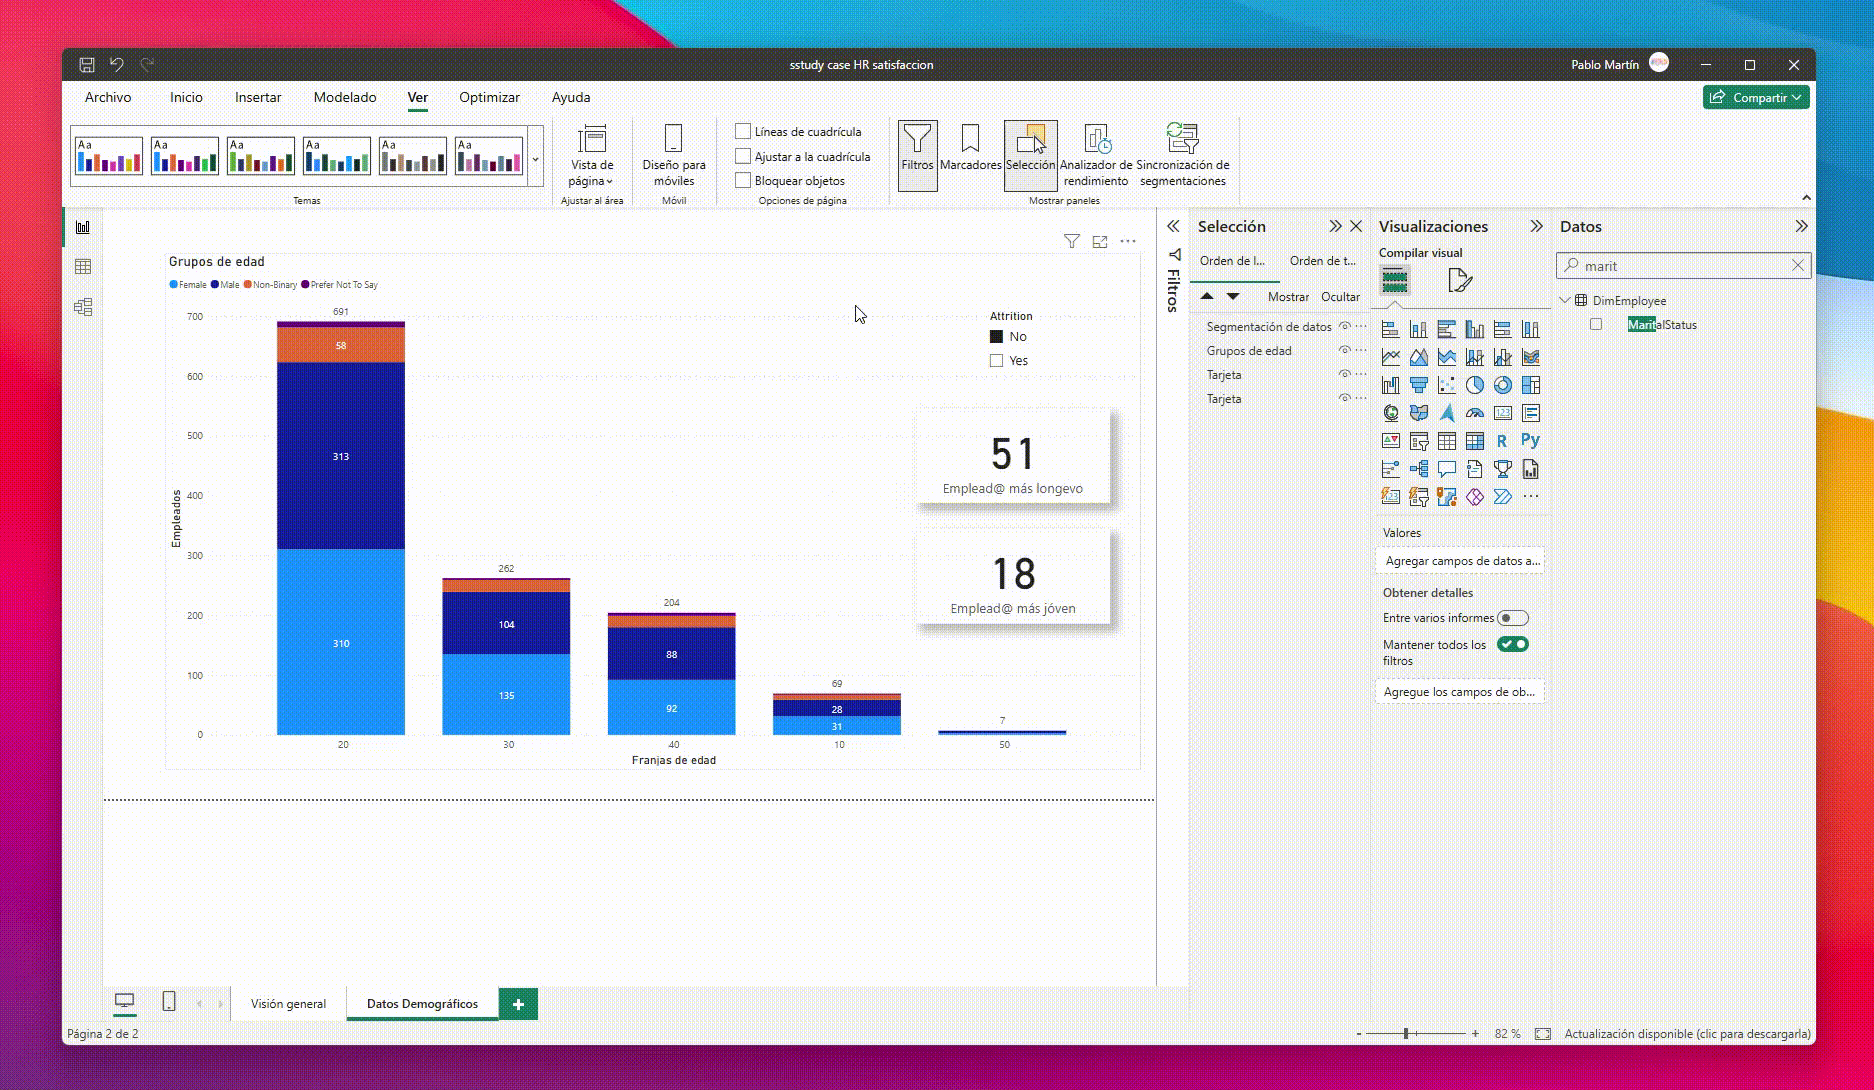 sstudy case HR satisfaccion
Pablo Martín
Archivo Inicio Insertar Modelado Ver Optimizar Ayuda
Compartir
Aa Aa Aa Aa Aa Aa
Temas
Vista de página
Ajustar al área
Diseño para móviles
Móvil
Líneas de cuadrícula
Ajustar a la cuadrícula
Bloquear objetos
Opciones de página
Filtros
Marcadores
Selección
Analizador de rendimiento
Sincronización de segmentaciones
Mostrar paneles
Grupos de edad
Female Male Non-Binary Prefer Not To Say
Empleados
700
600
500
400
300
200
100
0
691
58
313
310
262
104
135
204
88
92
69
28
31
7
20 30 40 10 50
Franjas de edad
Attrition
No
Yes
51
Emplead@ más longevo
18
Emplead@ más jóven
Filtros
Selección
Orden de l...
Orden de t...
Mostrar Ocultar
Segmentación de datos
Grupos de edad
Tarjeta
Tarjeta
Visualizaciones
Compilar visual
123
R Py
123
Valores
Agregar campos de datos a...
Obtener detalles
Entre varios informes
Mantener todos los filtros
Agregue los campos de ob...
Datos
marit
DimEmployee
MaritalStatus
Visión general
Datos Demográficos
+
Página 2 de 2
- + 82 %
Actualización disponible (clic para descargarla)